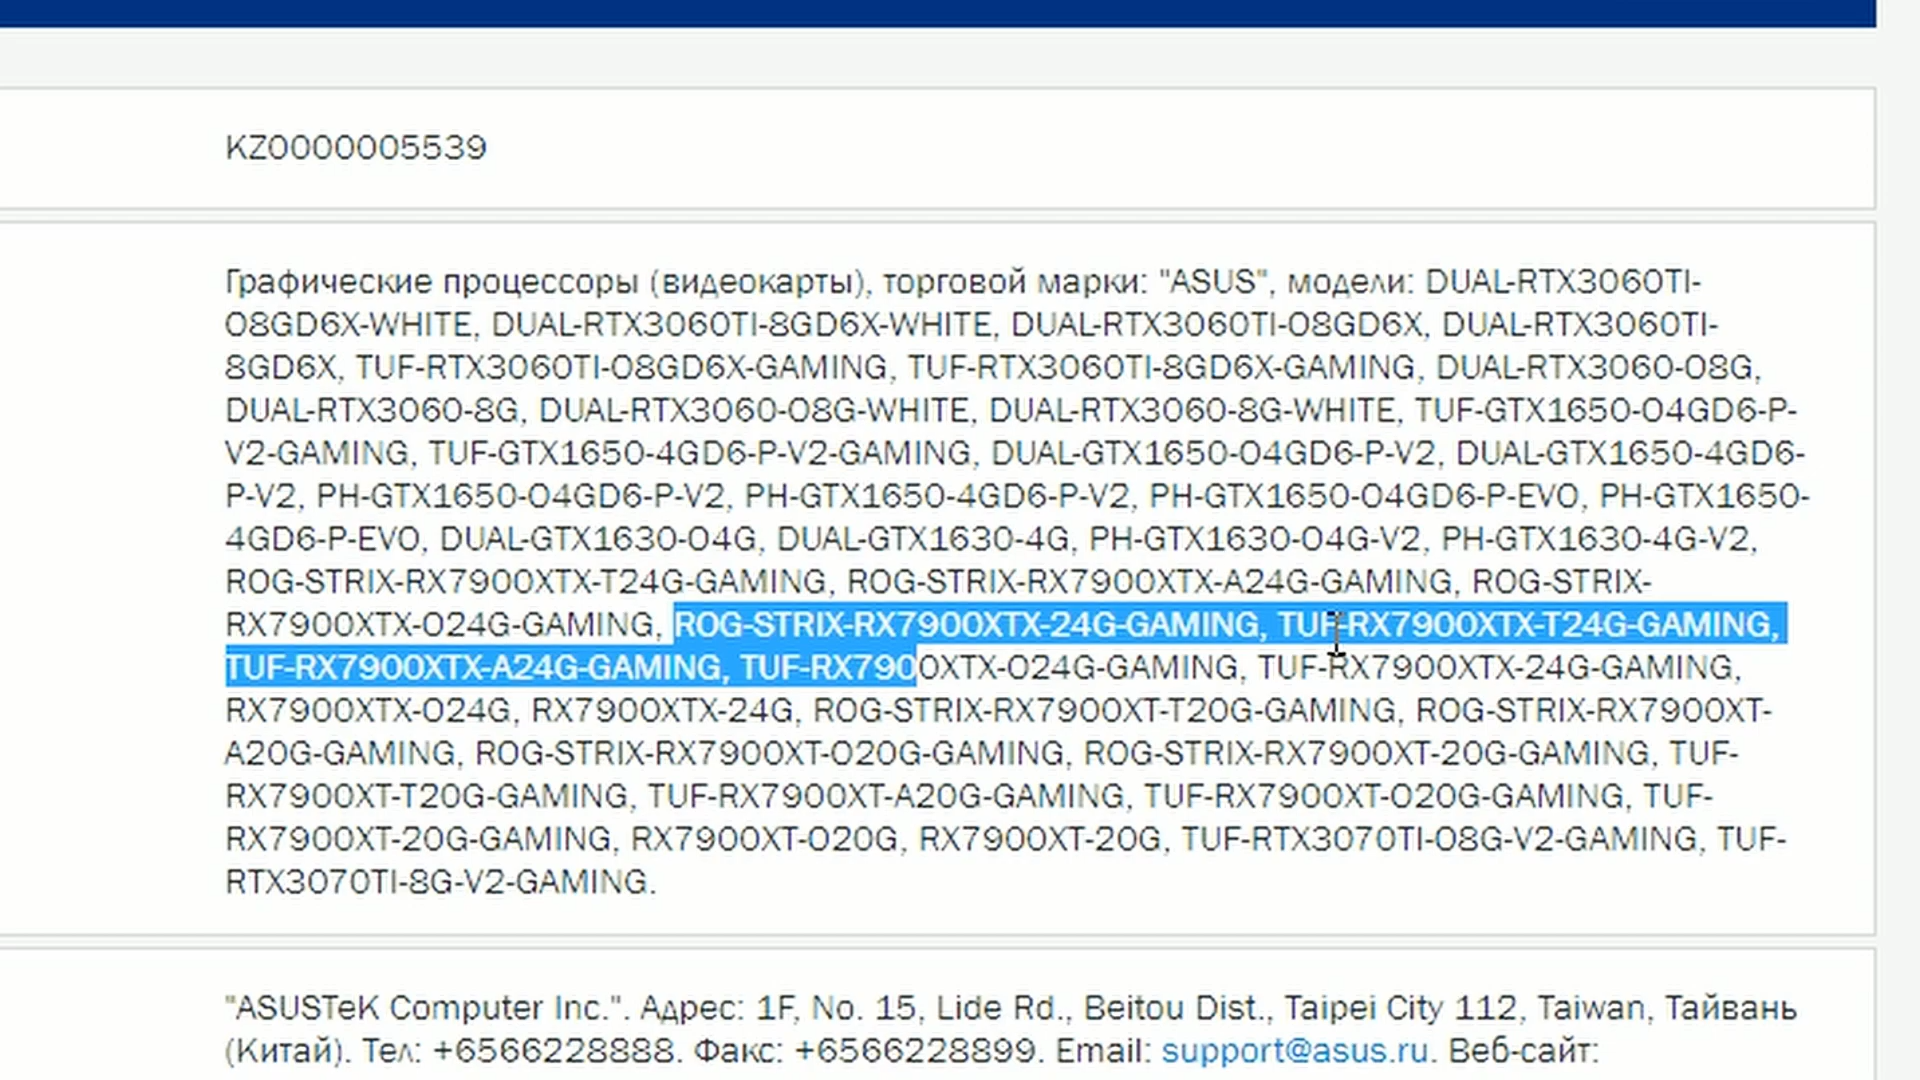 KZ0000005539
Графические процессоры (видеокарты), торговой марки: "ASUS", модели: DUAL-RTX3060TI-
O8GD6X-WHITE, DUAL-RTX3060TI-8GD6X-WHITE, DUAL-RTX3060TI-O8GD6X, DUAL-RTX3060TI-
8GD6X, TUF-RTX3060TI-O8GD6X-GAMING, TUF-RTX3060TI-8GD6X-GAMING, DUAL-RTX3060-O8G,
DUAL-RTX3060-8G, DUAL-RTX3060-O8G-WHITE, DUAL-RTX3060-8G-WHITE, TUF-GTX1650-O4GD6-P-
V2-GAMING, TUF-GTX1650-4GD6-P-V2-GAMING, DUAL-GTX1650-O4GD6-P-V2, DUAL-GTX1650-4GD6-
P-V2, PH-GTX1650-O4GD6-P-V2, PH-GTX1650-4GD6-P-V2, PH-GTX1650-O4GD6-P-EVO, PH-GTX1650-
4GD6-P-EVO, DUAL-GTX1630-O4G, DUAL-GTX1630-4G, PH-GTX1630-O4G-V2, PH-GTX1630-4G-V2,
ROG-STRIX-RX7900XTX-T24G-GAMING, ROG-STRIX-RX7900XTX-A24G-GAMING, ROG-STRIX-
RX7900XTX-O24G-GAMING, ROG-STRIX-RX7900XTX-24G-GAMING, TUF-RX7900XTX-T24G-GAMING,
TUF-RX7900XTX-A24G-GAMING, TUF-RX7900XTX-O24G-GAMING, TUF-RX7900XTX-24G-GAMING,
RX7900XTX-O24G, RX7900XTX-24G, ROG-STRIX-RX7900XT-T20G-GAMING, ROG-STRIX-RX7900XT-
A20G-GAMING, ROG-STRIX-RX7900XT-O20G-GAMING, ROG-STRIX-RX7900XT-20G-GAMING, TUF-
RX7900XT-T20G-GAMING, TUF-RX7900XT-A20G-GAMING, TUF-RX7900XT-O20G-GAMING, TUF-
RX7900XT-20G-GAMING, RX7900XT-O20G, RX7900XT-20G, TUF-RTX3070TI-O8G-V2-GAMING, TUF-
RTX3070TI-8G-V2-GAMING.
"ASUSTeK Computer Inc.". Адрес: 1F, No. 15, Lide Rd., Beitou Dist., Taipei City 112, Taiwan, Тайвань
(Китай). Тел: +6566228888. Факс: +6566228899. Email: support@asus.ru. Веб-сайт: